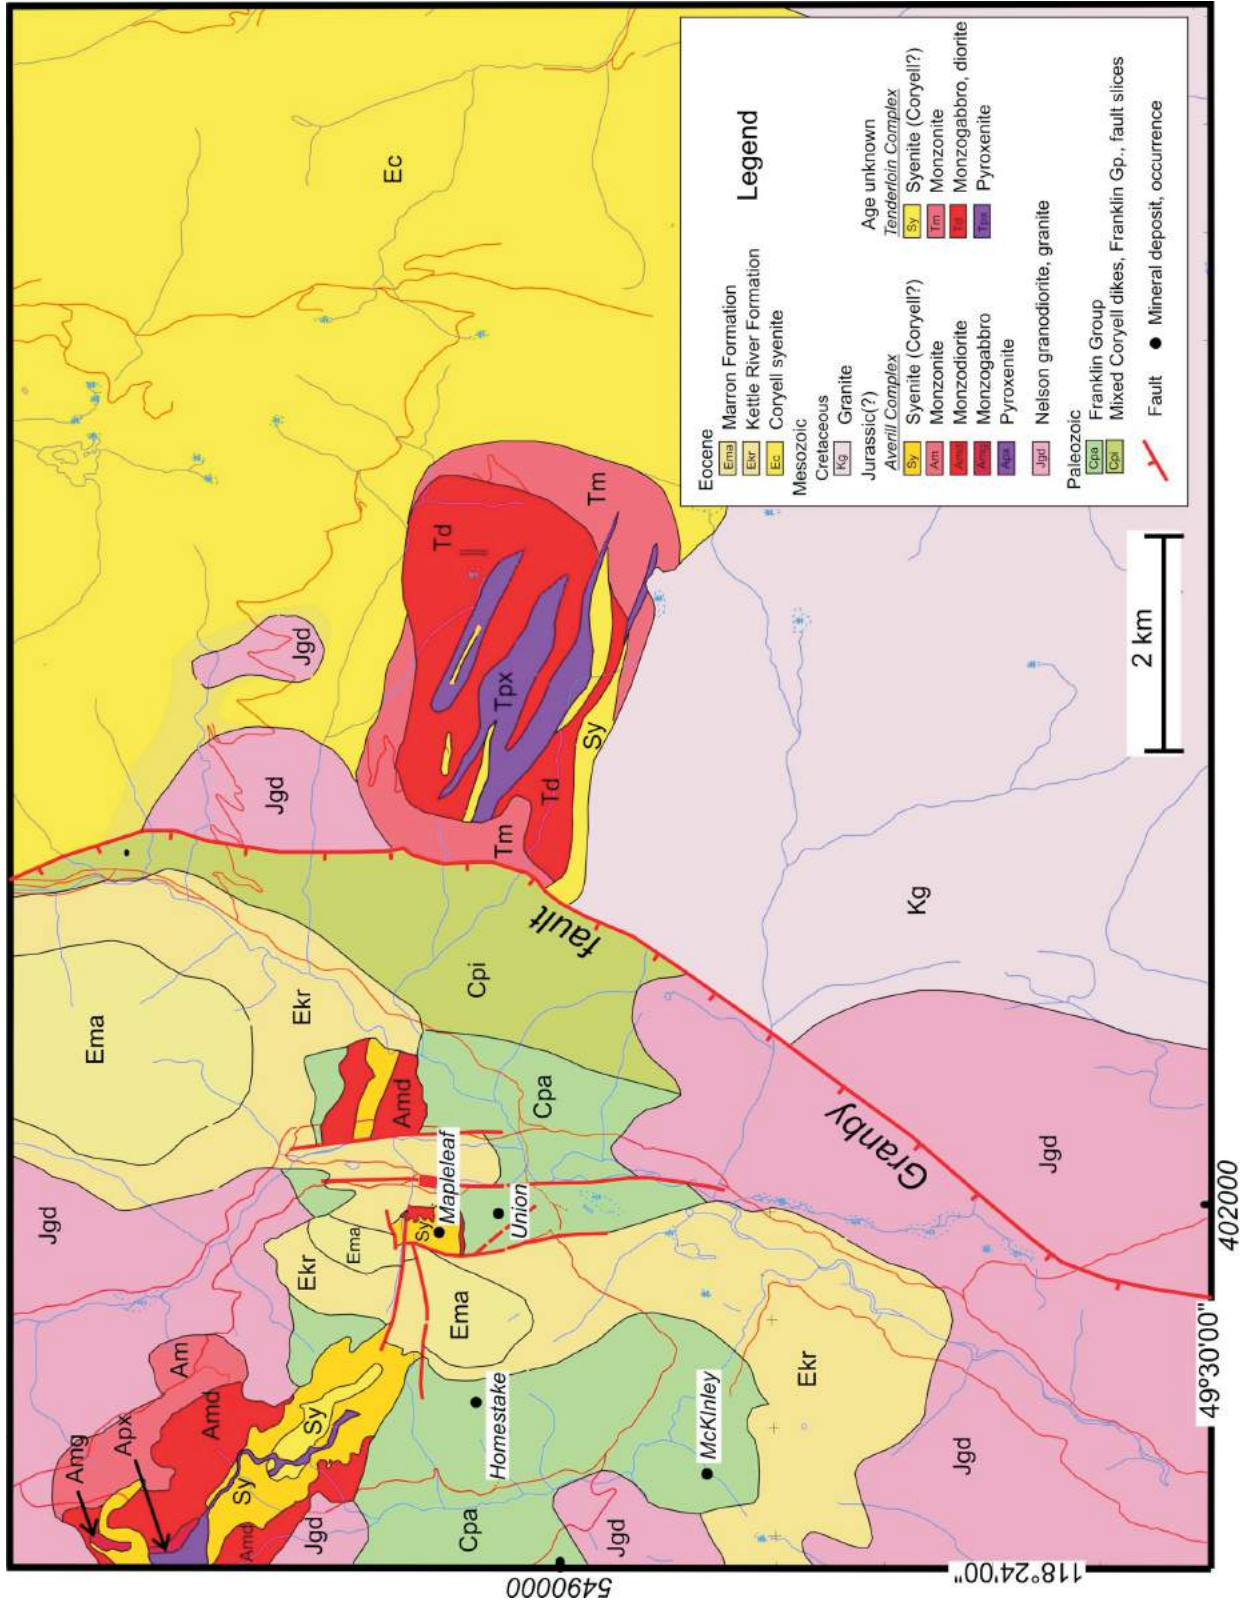 Legend
Eocene
Ema Marron Formation
Ekr Kettle River Formation
Ec Coryell syenite
Mesozoic
Cretaceous
Kg Granite
Jurassic(?)
Averill Complex
Sy Syenite (Coryell?)
Am Monzonite
Amd Monzodiorite
Amg Monzogabbro
Apx Pyroxenite
Jgd Nelson granodiorite, granite
Paleozoic
Cpa Franklin Group
Cpi Mixed Coryell dikes, Franklin Gp., fault slices
Fault
Mineral deposit, occurrence
Age unknown
Tenderloin Complex
Sy Syenite (Coryell?)
Tm Monzonite
Td Monzogabbro, diorite
Tpx Pyroxenite
Ec
Jgd
Jgd
Td
Tm
Tpx
Sy
Td
Tm
Kg
2 km
Ema
Ekr
Cpi
Granby
fault
Amd
Cpa
Jgd
Jgd
Mapleleaf
Union
Sy
Ema
Ekr
Ema
Am
Amd
Apx
Amg
Sy
Sy
Amd
Jgd
Homestake
McKInley
Cpa
Jgd
Ekr
Jgd
5490000
118°24'00"
49°30'00"
402000